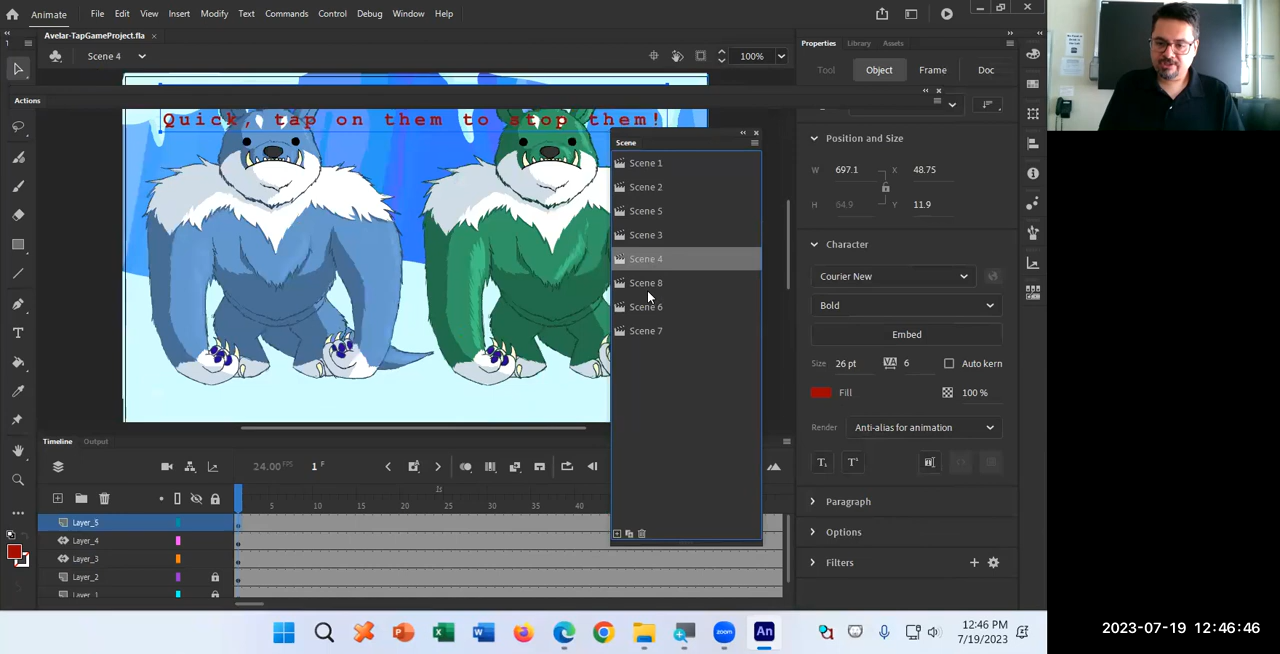 Animate
File Edit View Insert Modify Text Commands Control Debug Window Help
Avelar-TapGameProject.fla
Scene 4
100%
Properties Library Assets
Tool Object Frame Doc
Actions
Quick, tap on them to stop them!
Scene
Scene 1
Scene 2
Scene 5
Scene 3
Scene 4
Scene 8
Scene 6
Scene 7
Position and Size
W 697.1 X 48.75
H 64.9 Y 11.9
Character
Courier New
Bold
Embed
Size 26 pt VA 6 Auto kern
Fill 100 %
Render Anti-alias for animation
Paragraph
Options
Filters
Timeline Output
24.00 FPS 1 F
1s
5 10 15 20 25 30 35 40
Layer_5
Layer_4
Layer_3
Layer_2
Layer_1
An
12:46 PM
7/19/2023
2023-07-19 12:46:46